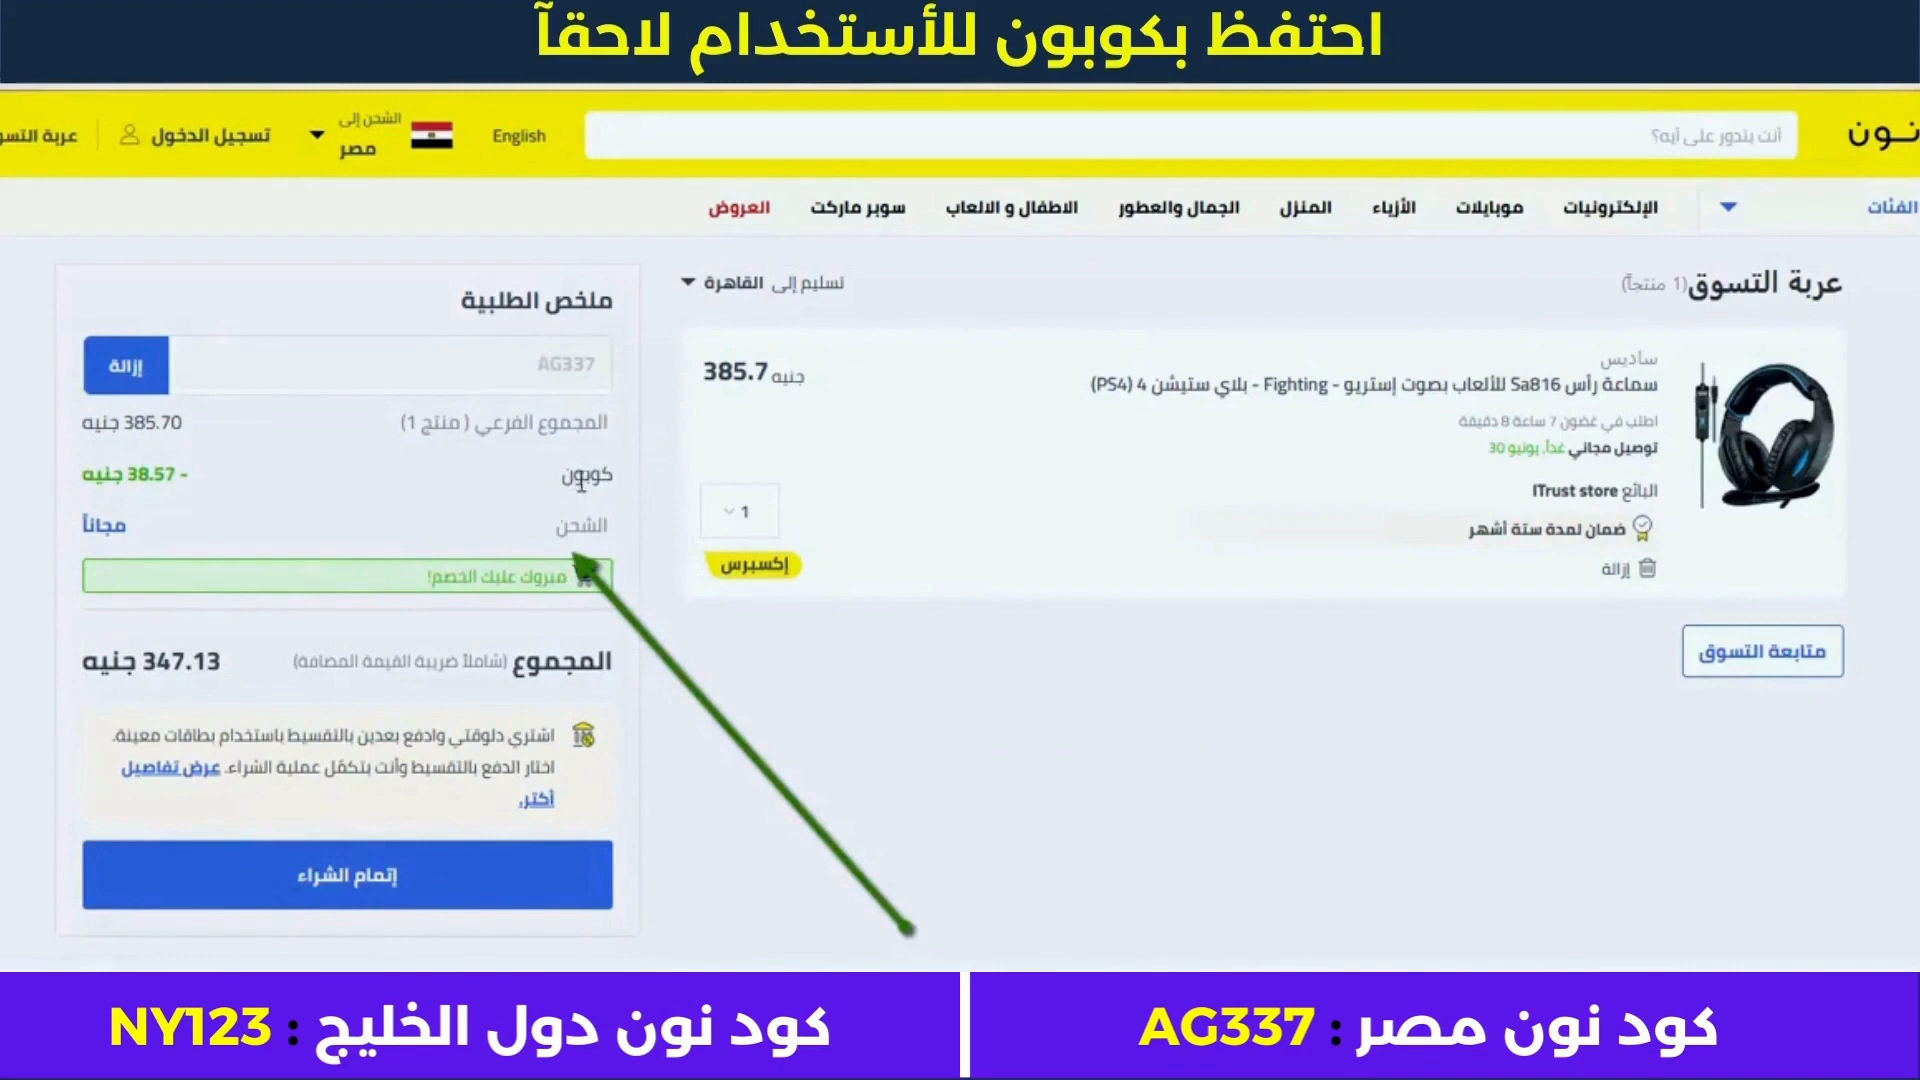 احتفظ بكوبون للأستخدام لاحقآ
نون
أنت بتدور على أيه؟
English
الشحن إلى
مصر
تسجيل الدخول
عربة التسو
الفئات
الإلكترونيات
موبايلات
الأزياء
المنزل
الجمال والعطور
الاطفال و الالعاب
سوبر ماركت
العروض
عربة التسوق (1 منتجاً)
تسليم إلى القاهرة
ساديس
سماعة رأس Sa816 للألعاب بصوت إستريو - Fighting - بلاي ستيشن 4 (PS4)
جنيه 385.7
اطلب في غضون 7 ساعة 8 دقيقة
توصيل مجاني غداً, يونيو 30
البائع ITrust store
ضمان لمدة ستة أشهر
إزالة
1
إكسبرس
متابعة التسوق
ملخص الطلبية
AG337
إزالة
المجموع الفرعي ( منتج 1)
385.70 جنيه
كوبون
- 38.57 جنيه
الشحن
مجاناً
مبروك عليك الخصم!
المجموع (شاملاً ضريبة القيمة المضافة)
347.13 جنيه
اشتري دلوقتي وادفع بعدين بالتقسيط باستخدام بطاقات معينة.
اختار الدفع بالتقسيط وأنت بتكمّل عملية الشراء. عرض تفاصيل
أكتر.
إتمام الشراء
كود نون مصر : AG337
كود نون دول الخليج : NY123